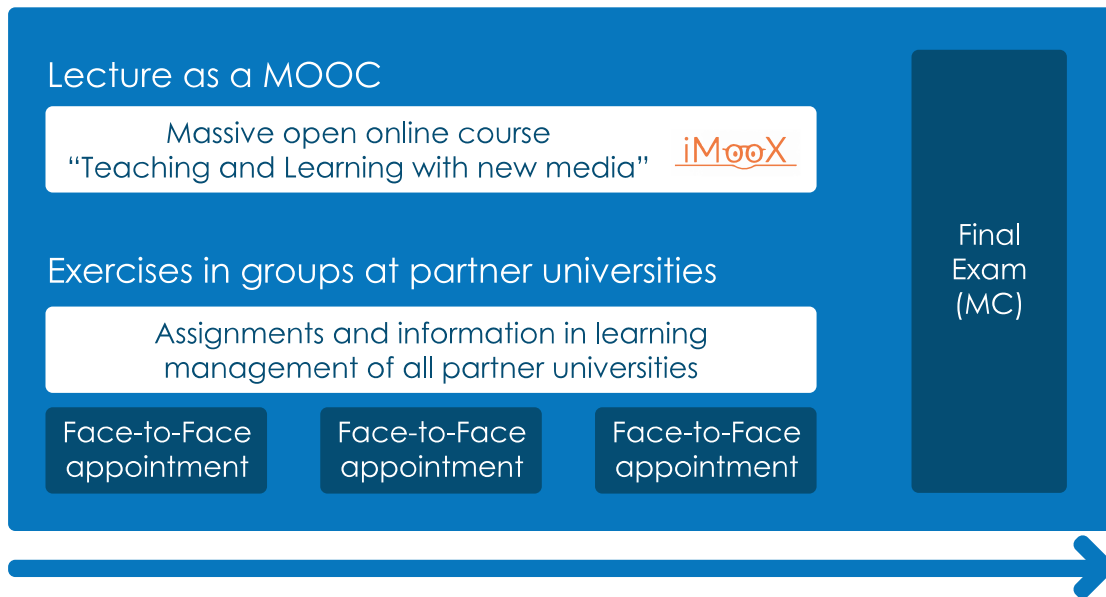 Lecture as a MOOC
Massive open online course
“Teaching and Learning with new media”
iMooX
Exercises in groups at partner universities
Assignments and information in learning
management of all partner universities
Face-to-Face
appointment
Face-to-Face
appointment
Face-to-Face
appointment
Final
Exam
(MC)